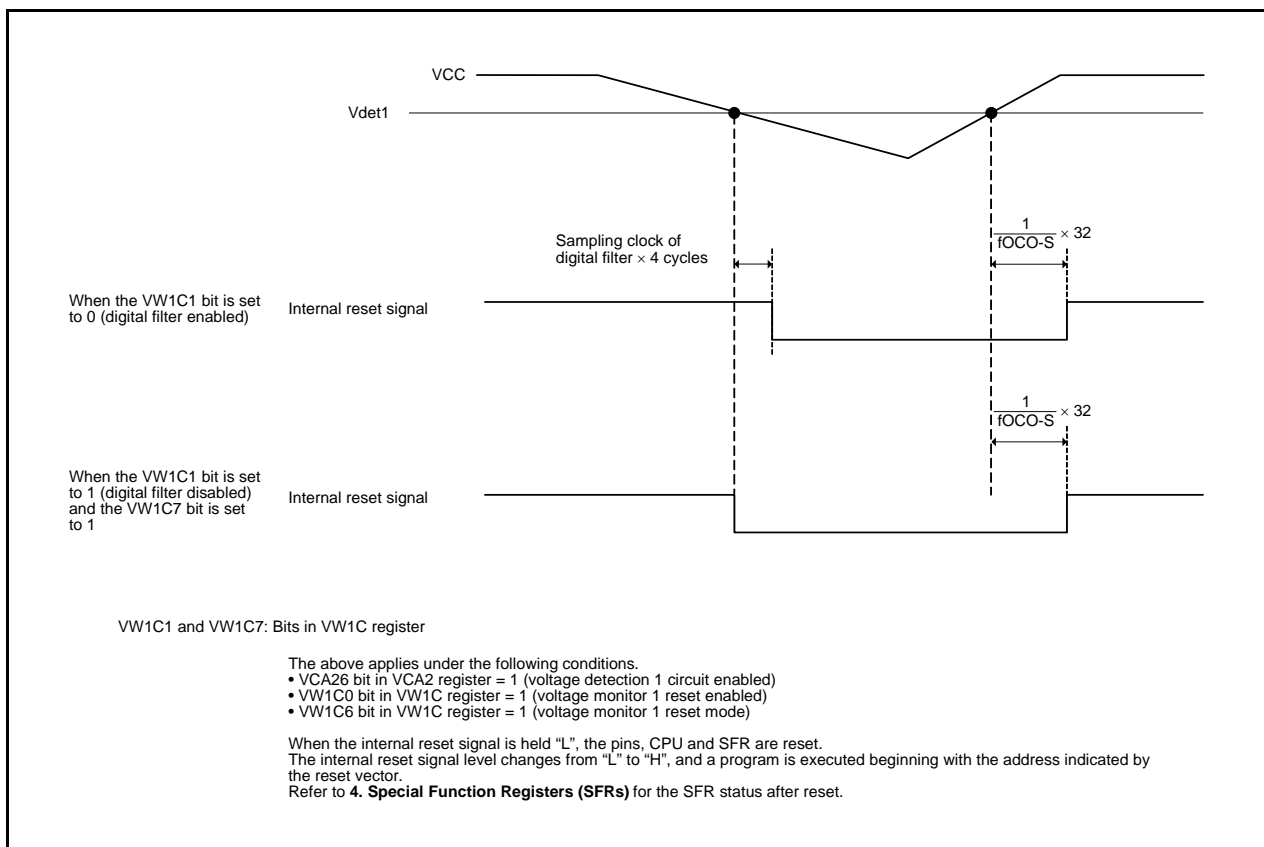 VCC
Vdet1
1
fOCO-S × 32
Sampling clock of
digital filter × 4 cycles
When the VW1C1 bit is set
to 0 (digital filter enabled)
Internal reset signal
1
fOCO-S × 32
When the VW1C1 bit is set
to 1 (digital filter disabled)
and the VW1C7 bit is set
to 1
Internal reset signal
VW1C1 and VW1C7: Bits in VW1C register
The above applies under the following conditions.
• VCA26 bit in VCA2 register = 1 (voltage detection 1 circuit enabled)
• VW1C0 bit in VW1C register = 1 (voltage monitor 1 reset enabled)
• VW1C6 bit in VW1C register = 1 (voltage monitor 1 reset mode)
When the internal reset signal is held “L”, the pins, CPU and SFR are reset.
The internal reset signal level changes from “L” to “H”, and a program is executed beginning with the address indicated by
the reset vector.
Refer to 4. Special Function Registers (SFRs) for the SFR status after reset.